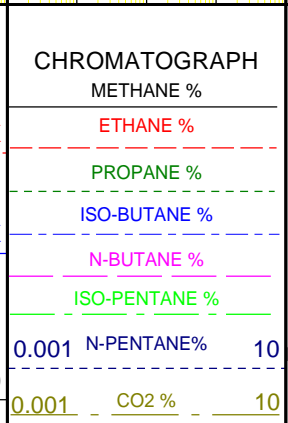 CHROMATOGRAPH
METHANE %
ETHANE %
PROPANE %
ISO-BUTANE %
N-BUTANE %
ISO-PENTANE %
0.001 N-PENTANE% 10
0.001 CO2 % 10